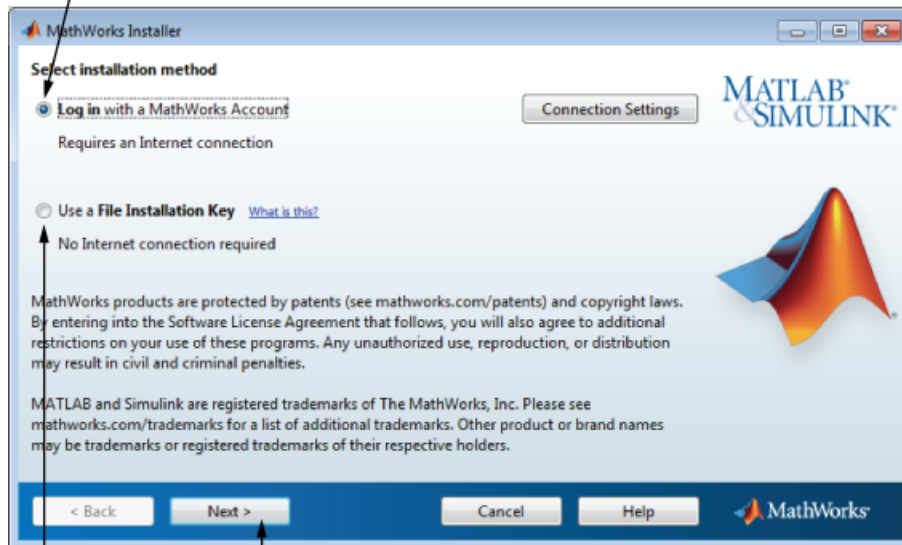 MathWorks Installer
Select installation method
Log in with a MathWorks Account
Connection Settings
MATLAB®
&SIMULINK®
Requires an Internet connection
Use a File Installation Key What is this?
No Internet connection required
MathWorks products are protected by patents (see mathworks.com/patents) and copyright laws.
By entering into the Software License Agreement that follows, you will also agree to additional
restrictions on your use of these programs. Any unauthorized use, reproduction, or distribution
may result in civil and criminal penalties.
MATLAB and Simulink are registered trademarks of The MathWorks, Inc. Please see
mathworks.com/trademarks for a list of additional trademarks. Other product or brand names
may be trademarks or registered trademarks of their respective holders.
< Back
Next >
Cancel
Help
MathWorks®